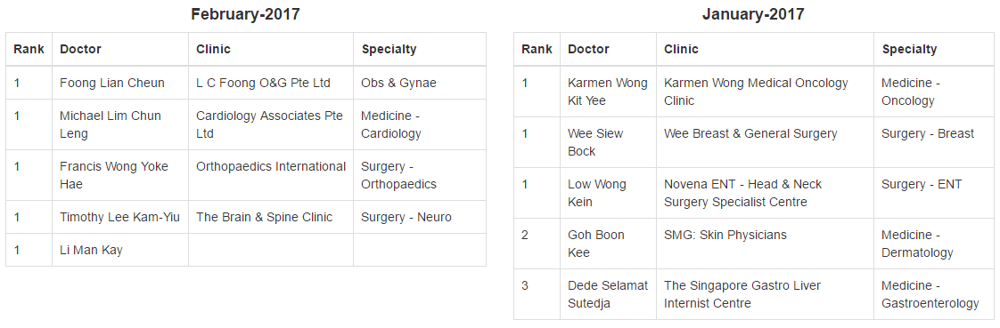 February-2017
Rank Doctor Clinic Specialty
1 Foong Lian Cheun L C Foong O&G Pte Ltd Obs & Gynae
1 Michael Lim Chun Cardiology Associates Pte Medicine -
Leng Ltd Cardiology
1 Francis Wong Yoke Orthopaedics International Surgery -
Hae Orthopaedics
1 Timothy Lee Kam-Yiu The Brain & Spine Clinic Surgery - Neuro
1 Li Man Kay
January-2017
Rank Doctor Clinic Specialty
1 Karmen Wong Karmen Wong Medical Oncology Medicine -
Kit Yee Clinic Oncology
1 Wee Siew Wee Breast & General Surgery Surgery - Breast
Bock
1 Low Wong Novena ENT - Head & Neck Surgery - ENT
Kein Surgery Specialist Centre
2 Goh Boon SMG: Skin Physicians Medicine -
Kee Dermatology
3 Dede Selamat The Singapore Gastro Liver Medicine -
Sutedja Internist Centre Gastroenterology